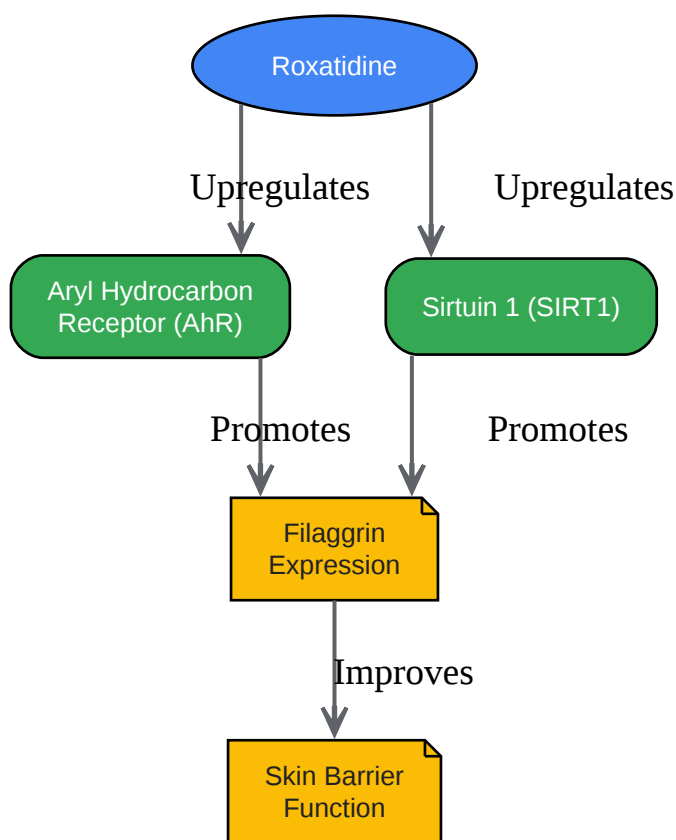 Roxatidine
Upregulates
Upregulates
Aryl Hydrocarbon
Receptor (AhR)
Sirtuin 1 (SIRT1)
Promotes
Promotes
Filaggrin
Expression
Improves
Skin Barrier
Function